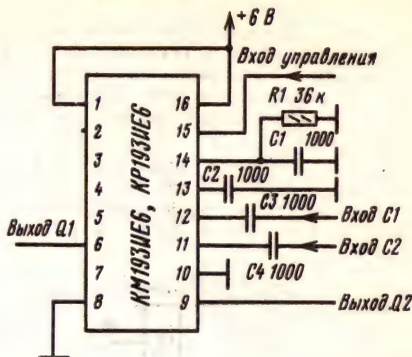 +6 В
Вход управления
R1 36 к
C1
1000
C2 1000
C3 1000
Вход C1
Вход C2
C4 1000
Выход Q1
Выход Q2
КМ193ИЕ6, КР193ИЕ6
1
2
3
4
5
6
7
8
16
15
14
13
12
11
10
9